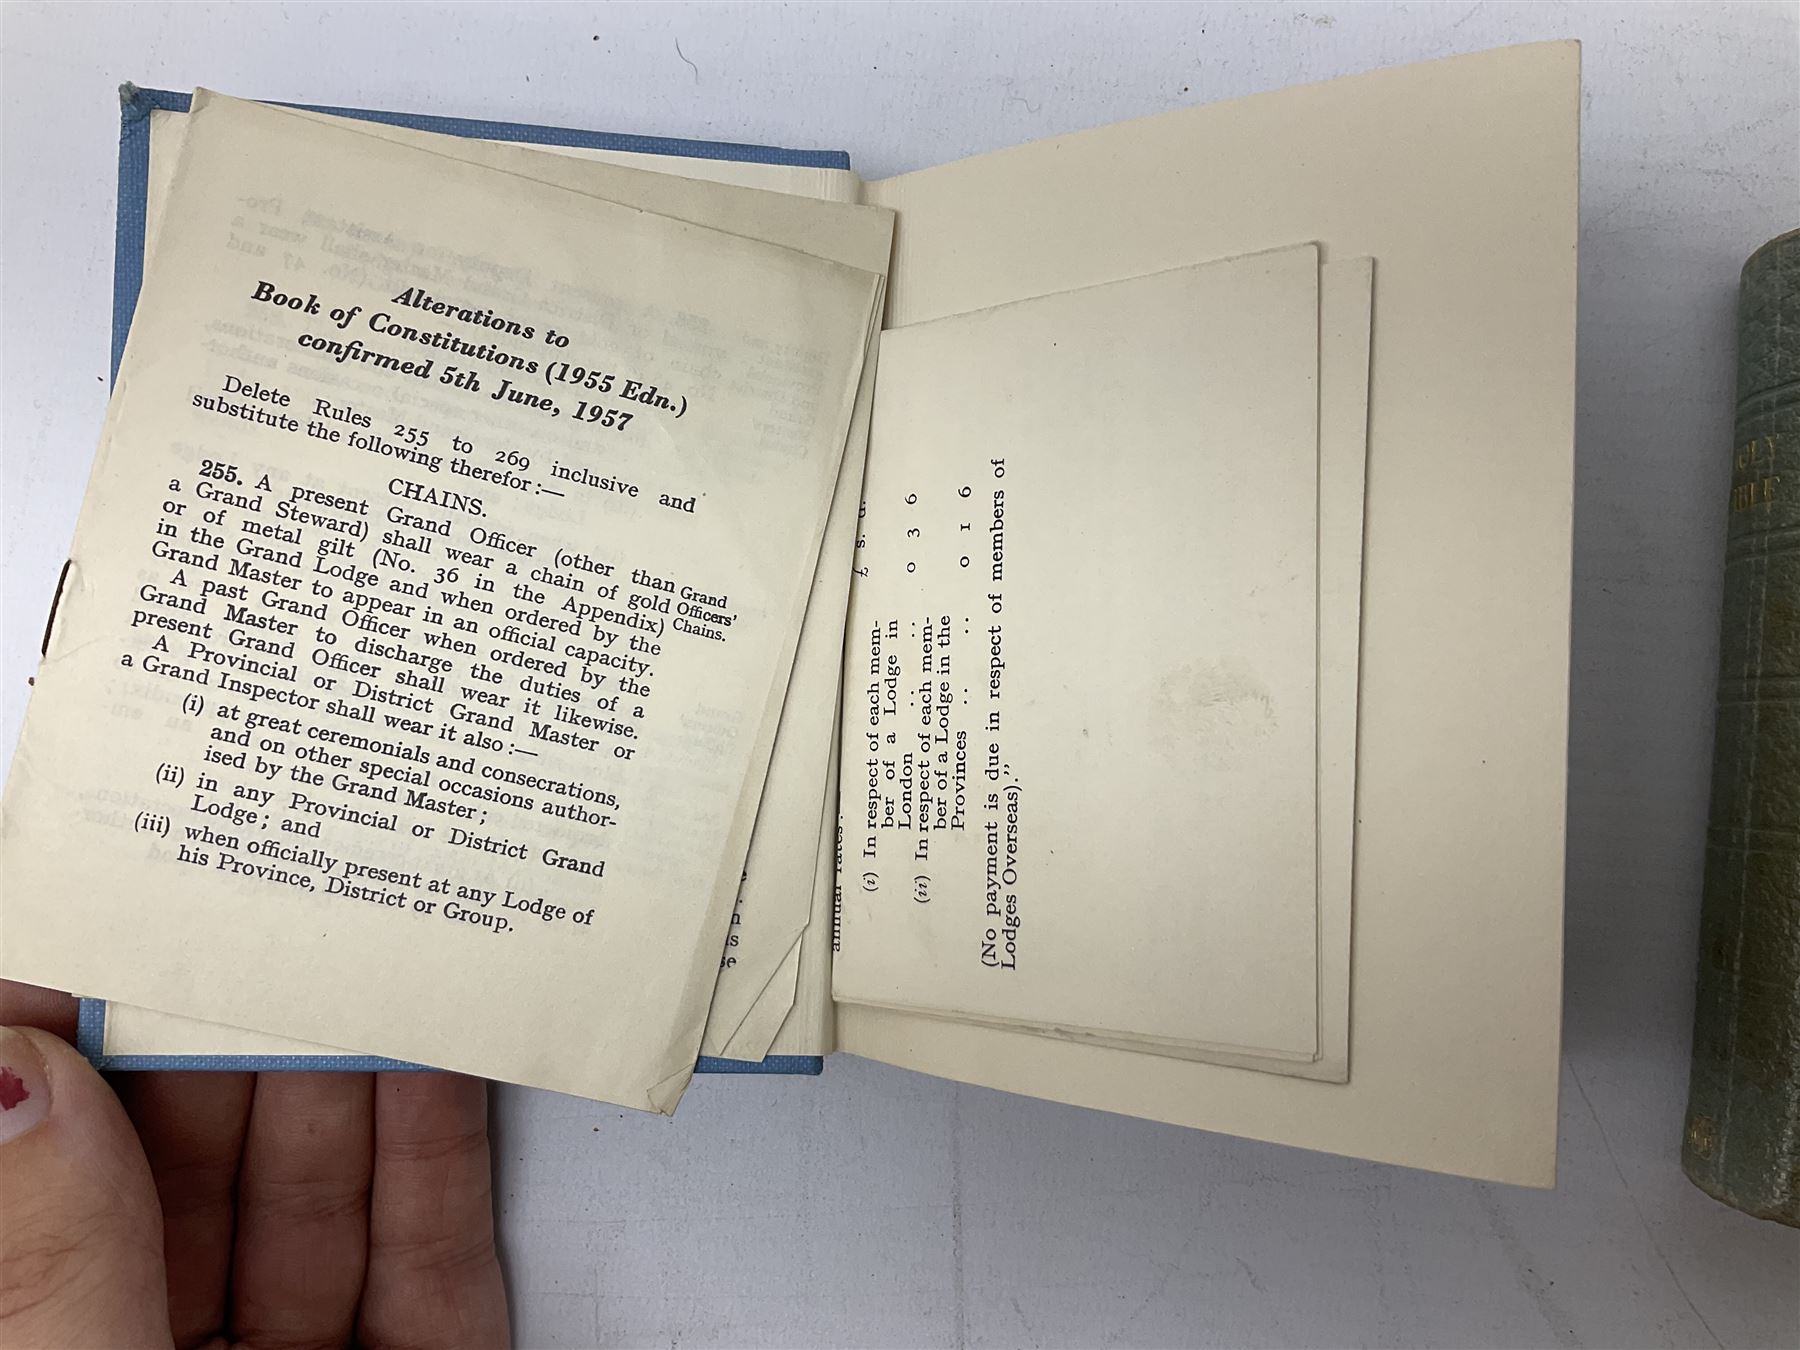 Alterations to
Book of Constitutions (1955 Edn.)
confirmed 5th June, 1957
Delete Rules 255 to 269 inclusive and
substitute the following therefor :—
CHAINS.
255. A present Grand Officer (other than
a Grand Steward) shall wear a chain of gold
or of metal gilt (No. 36 in the Appendix)
in the Grand Lodge and when ordered by the
Grand Master to appear in an official capacity.
Grand
Officers'
Chains.
A past Grand Officer when ordered by the
Grand Master to discharge the duties of a
present Grand Officer shall wear it likewise.
A Provincial or District Grand Master or
a Grand Inspector shall wear it also :—
(i) at great ceremonials and consecrations,
and on other special occasions author-
ised by the Grand Master ;
(ii) in any Provincial or District Grand
Lodge ; and
(iii) when officially present at any Lodge of
his Province, District or Group.
annual rates :
£ s. d.
(i) In respect of each mem-
ber of a Lodge in
London .. .. 0 3 6
(ii) In respect of each mem-
ber of a Lodge in the
Provinces .. .. 0 1 6
(No payment is due in respect of members of
Lodges Overseas)."
HOLY
BIBLE